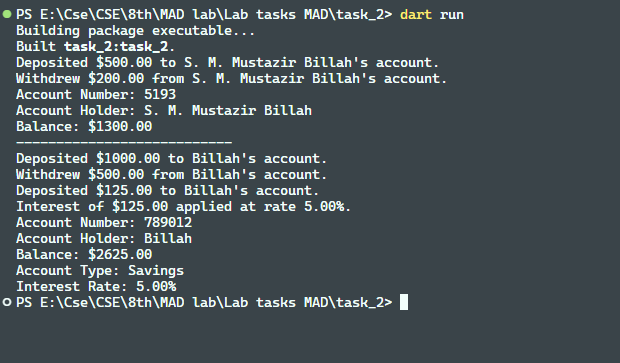 PS E:\Cse\CSE\8th\MAD lab\Lab tasks MAD\task_2> dart run
Building package executable...
Built task_2:task_2.
Deposited $500.00 to S. M. Mustazir Billah's account.
Withdrew $200.00 from S. M. Mustazir Billah's account.
Account Number: 5193
Account Holder: S. M. Mustazir Billah
Balance: $1300.00
---------------------------
Deposited $1000.00 to Billah's account.
Withdrew $500.00 from Billah's account.
Deposited $125.00 to Billah's account.
Interest of $125.00 applied at rate 5.00%.
Account Number: 789012
Account Holder: Billah
Balance: $2625.00
Account Type: Savings
Interest Rate: 5.00%
PS E:\Cse\CSE\8th\MAD lab\Lab tasks MAD\task_2>